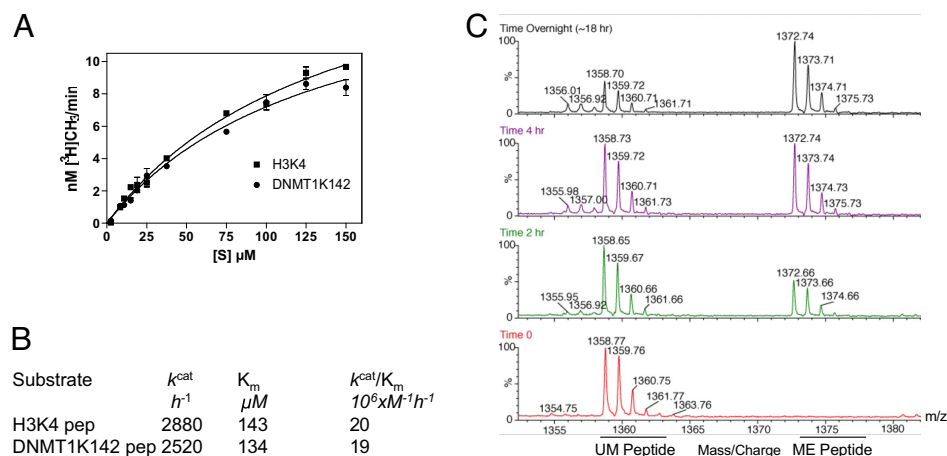 A
nM [³H]CH₃/min
10
8
6
4
2
0
H3K4
DNMT1K142
0 25 50 75 100 125 150
[S] µM
B
Substrate kcat Km kcat/Km
h-1 µM 10⁶xM-1h-1
H3K4 pep 2880 143 20
DNMT1K142 pep 2520 134 19
C
Time Overnight (~18 hr)
100
%
0
1356.01 1356.92 1358.70 1359.72 1360.71 1361.71 1372.74 1373.71 1374.71 1375.73
Time 4 hr
100
%
0
1355.98 1357.00 1358.73 1359.72 1360.71 1361.73 1372.74 1373.74 1374.73 1375.73
Time 2 hr
100
%
0
1355.95 1356.92 1358.65 1359.67 1360.66 1361.66 1372.66 1373.66 1374.66
Time 0
100
%
0
1354.75 1358.77 1359.76 1360.75 1361.77 1363.76
1355 1360 1365 1370 1375 1380 m/z
UM Peptide Mass/Charge ME Peptide